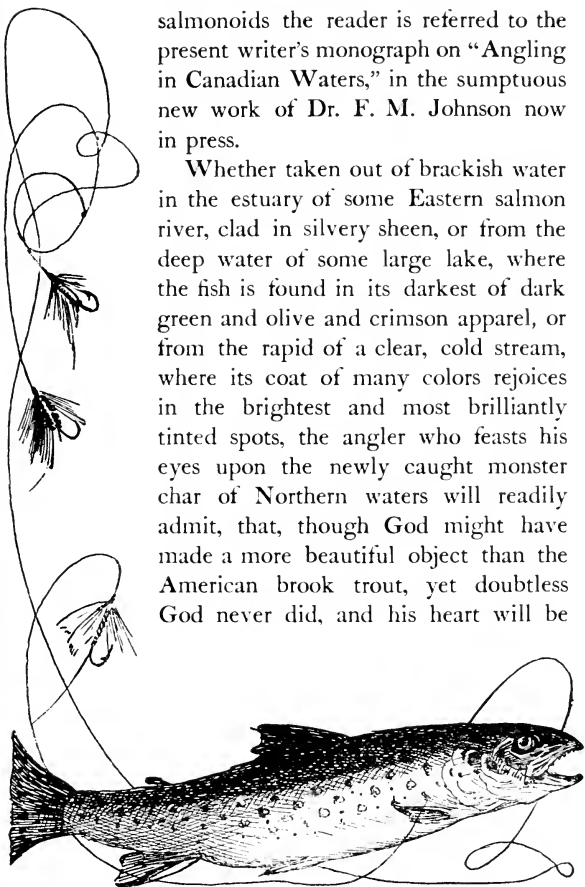 salmonoids the reader is referred to the
present writer's monograph on “Angling
in Canadian Waters,” in the sumptuous
new work of Dr. F. M. Johnson now
in press.
Whether taken out of brackish water
in the estuary of some Eastern salmon
river, clad in silvery sheen, or from the
deep water of some large lake, where
the fish is found in its darkest of dark
green and olive and crimson apparel, or
from the rapid of a clear, cold stream,
where its coat of many colors rejoices
in the brightest and most brilliantly
tinted spots, the angler who feasts his
eyes upon the newly caught monster
char of Northern waters will readily
admit, that, though God might have
made a more beautiful object than the
American brook trout, yet doubtless
God never did, and his heart will be